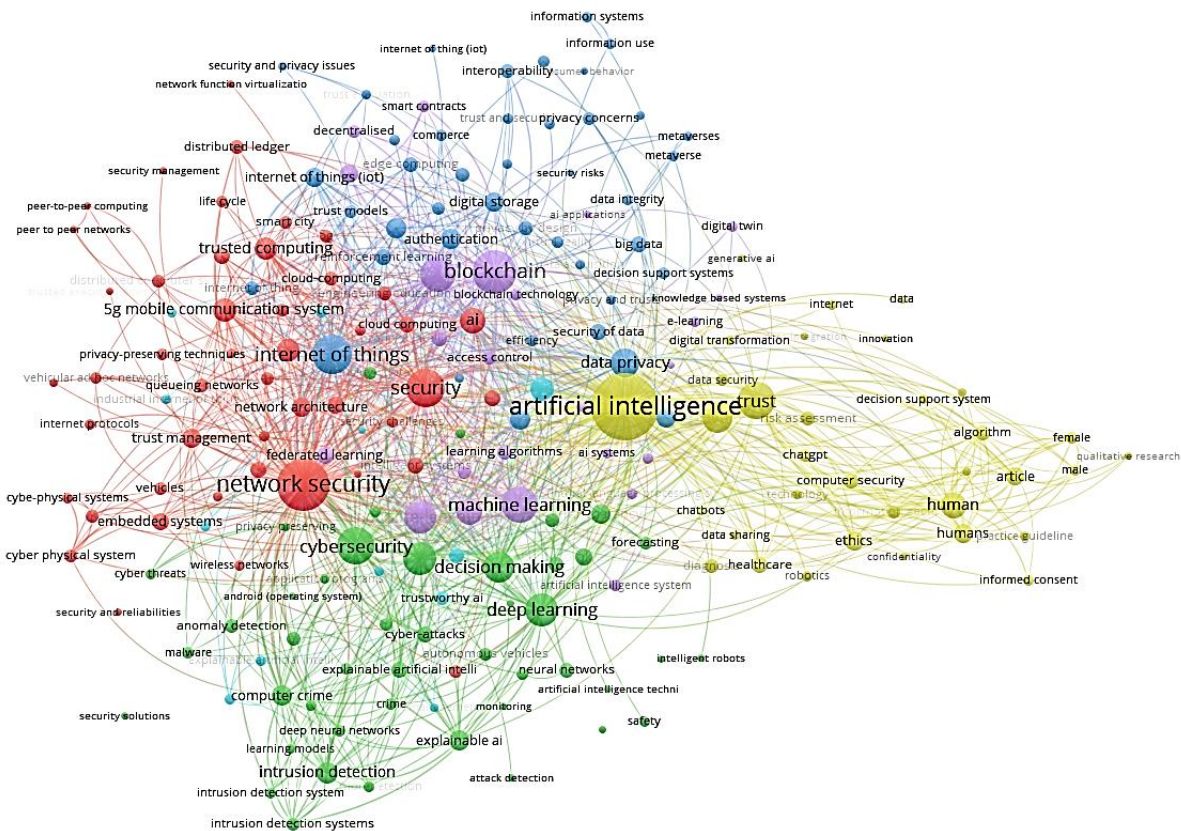 information systems
information use
internet of thing (iot)
security and privacy issues
interoperability
network function virtualizatio
smart contracts
trust and secu
privacy concerns
decentralised
commerce
metaverses
distributed ledger
metaverse
edge computing
security management
internet of things (iot)
security risks
life cycle
digital storage
data integrity
peer-to-peer computing
trust models
ai applications
smart city
peer to peer networks
digital twin
authentication
trusted computing
big data
reinforcement learning
generative ai
blockchain
decision support systems
cloud-computing
internet of thing
engineering education
blockchain technology
privacy and trust
knowledge based systems
data
internet
5g mobile communication system
ai
cloud computing
e-learning
security of data
efficiency
digital transformation
innovation
privacy-preserving techniques
internet of things
access control
data privacy
vehicular ad hoc networks
queueing networks
security
data security
industrial internet of things
network architecture
artificial intelligence
trust
decision support system
risk assessment
internet protocols
security challenges
trust management
algorithm
female
learning algorithms
ai systems
federated learning
chatgpt
qualitative research
male
network security
computer security
article
vehicles
cybe-physical systems
technology
machine learning
human
chatbots
embedded systems
privacy preserving
data sharing
humans
practice guideline
cybersecurity
forecasting
ethics
cyber physical system
confidentiality
wireless networks
decision making
healthcare
cyber threats
robotics
informed consent
artificial intelligence system
android (operating system)
trustworthy ai
security and reliabilities
deep learning
anomaly detection
cyber-attacks
malware
autonomous vehicles
intelligent robots
explainable artificial intelli
neural networks
artificial intelligence techni
computer crime
crime
monitoring
security solutions
safety
deep neural networks
explainable ai
learning models
intrusion detection
attack detection
intrusion detection system
intrusion detection systems